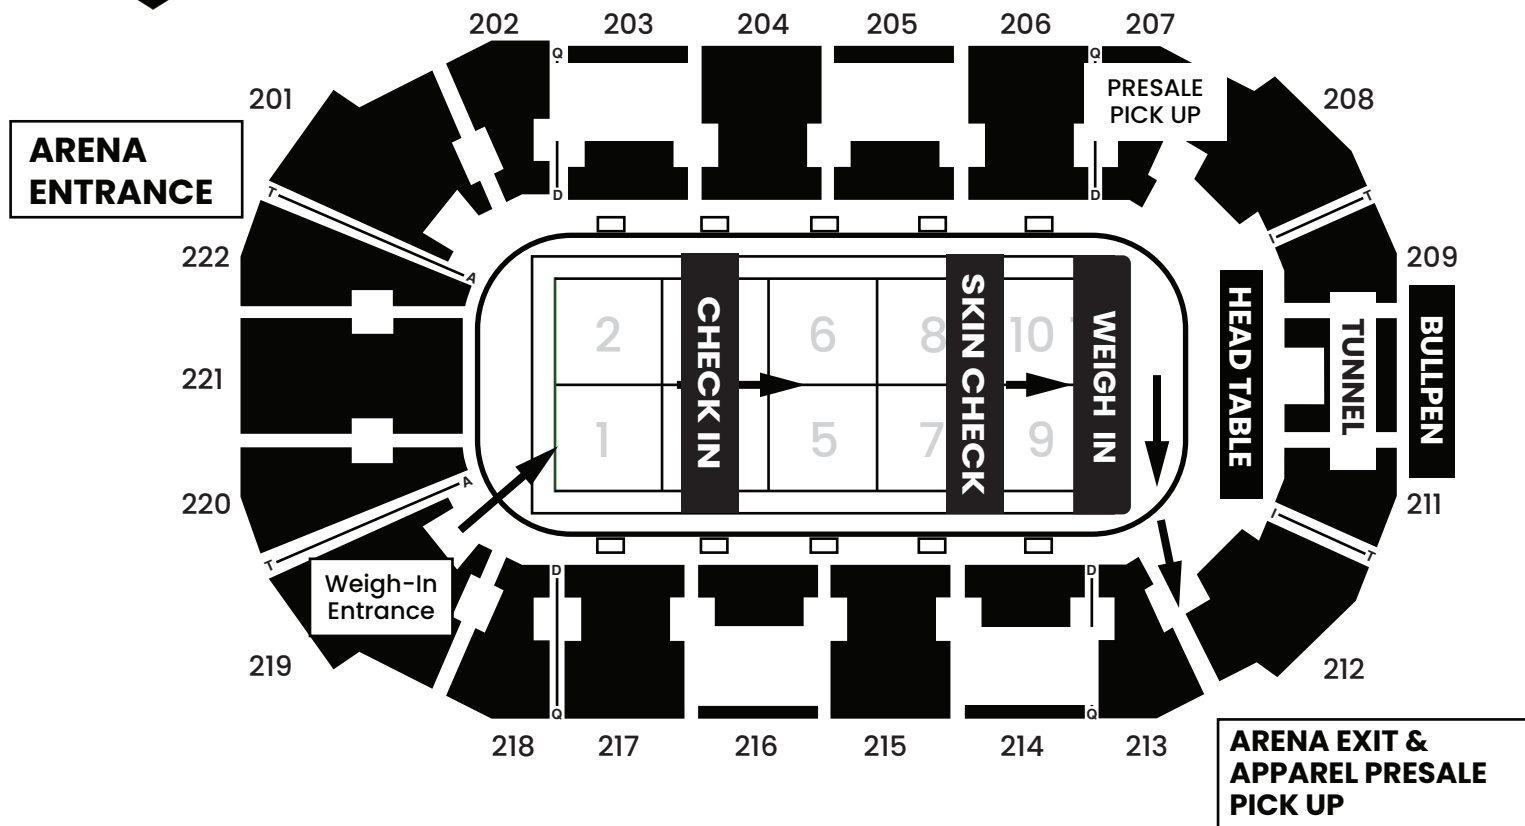 202 203 204 205 206 207
201
208
Q
Q
PRESALE
PICK UP
ARENA
ENTRANCE
T
D
D
T
222
A
I
209
2
6
8
10
CHECK IN
SKIN CHECK
WEIGH IN
HEAD TABLE
TUNNEL
BULLPEN
221
1
5
7
9
220
A
T
I
T
211
Weigh-In
Entrance
D
D
219
212
Q
Q
218 217 216 215 214 213
ARENA EXIT &
APPAREL PRESALE
PICK UP